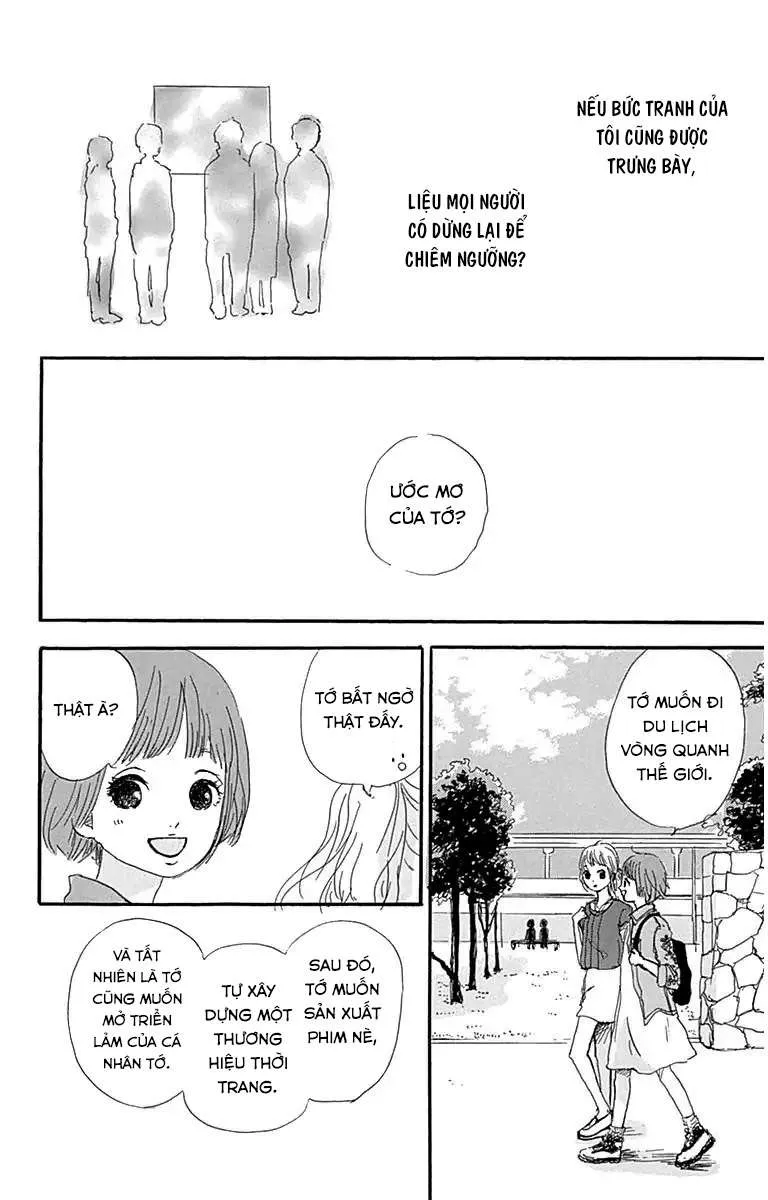 NẾU BỨC TRANH CỦA
TÔI CŨNG ĐƯỢC
TRƯNG BÀY,
LIỆU MỌI NGƯỜI
CÓ DỪNG LẠI ĐỂ
CHIÊM NGƯỠNG?
ƯỚC MƠ
CỦA TỚ?
TỚ MUỐN ĐI
DU LỊCH
VÒNG QUANH
THẾ GIỚI.
TỚ BẤT NGỜ
THẬT ĐẤY.
THẬT À?
SAU ĐÓ,
TỚ MUỐN
SẢN XUẤT
PHIM NÈ,
TỰ XÂY
DỰNG MỘT
THƯƠNG
HIỆU THỜI
TRANG.
VÀ TẤT
NHIÊN LÀ TỚ
CŨNG MUỐN
MỞ TRIỂN
LÃM CỦA CÁ
NHÂN TỚ.